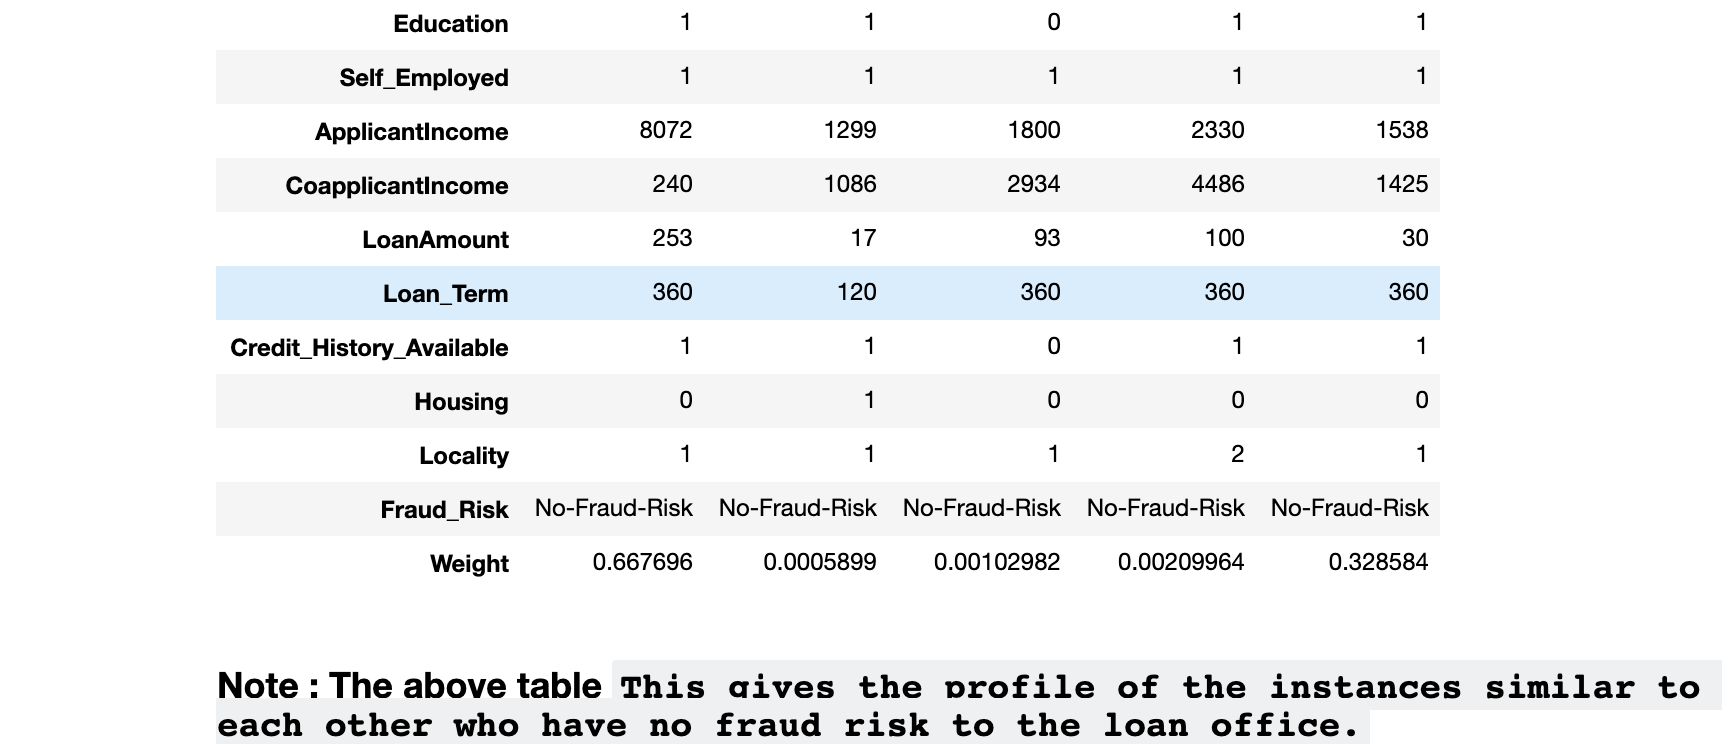 Education 1 1 0 1 1
Self_Employed 1 1 1 1 1
ApplicantIncome 8072 1299 1800 2330 1538
CoapplicantIncome 240 1086 2934 4486 1425
LoanAmount 253 17 93 100 30
Loan_Term 360 120 360 360 360
Credit_History_Available 1 1 0 1 1
Housing 0 1 0 0 0
Locality 1 1 1 2 1
Fraud_Risk No-Fraud-Risk No-Fraud-Risk No-Fraud-Risk No-Fraud-Risk No-Fraud-Risk
Weight 0.667696 0.0005899 0.00102982 0.00209964 0.328584
Note : The above table This gives the profile of the instances similar to
each other who have no fraud risk to the loan office.